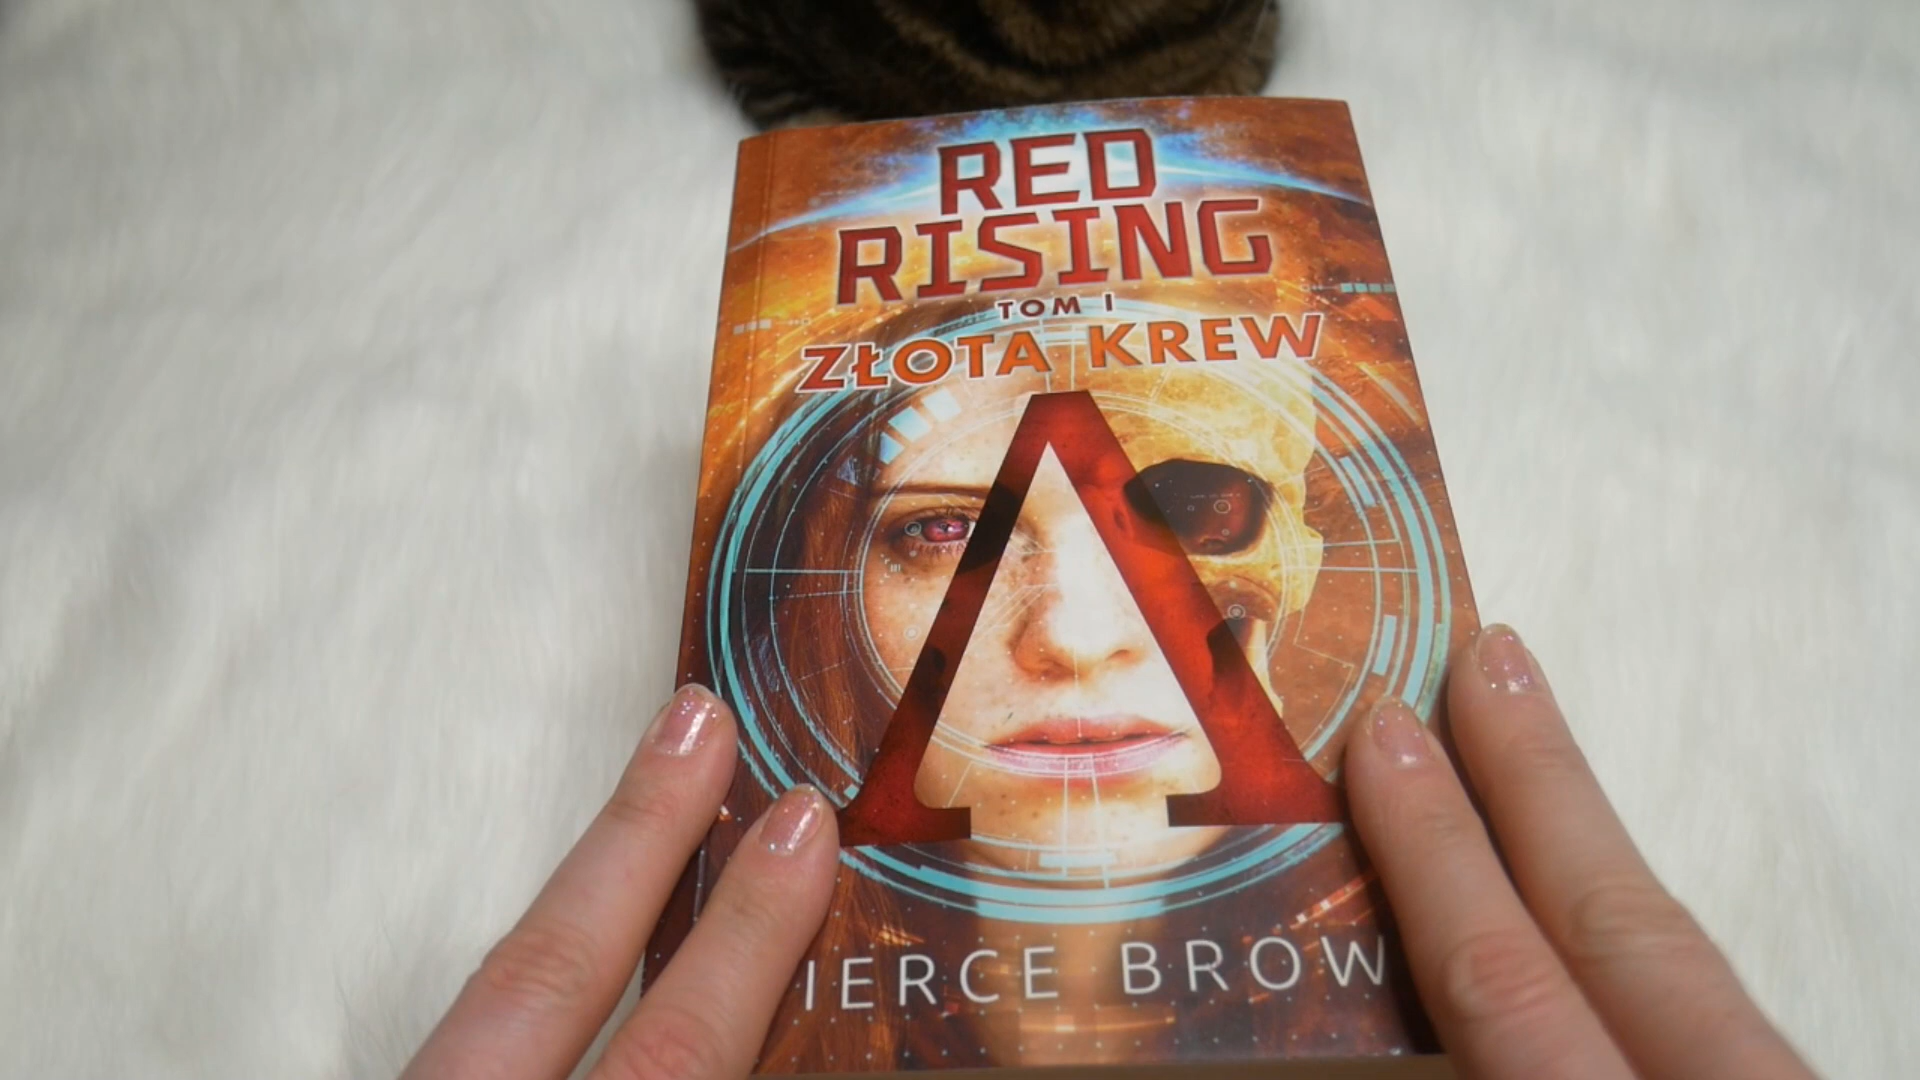 RED
RISING
TOM I
ZŁOTA KREW
IERCE BROW